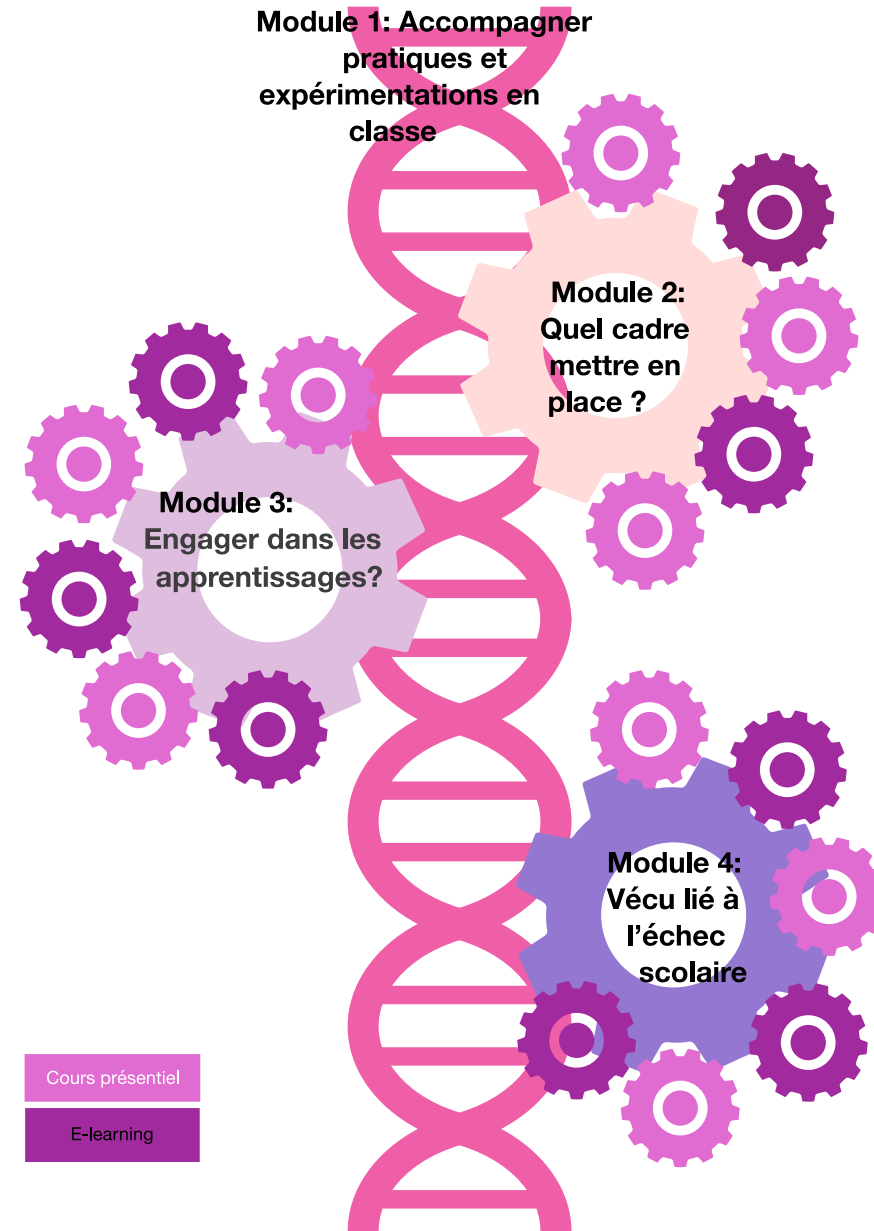 Module 1: Accompagner
pratiques et
expérimentations en
classe
Module 2:
Quel cadre
mettre en
place ?
Module 3:
Engager dans les
apprentissages?
Module 4:
Vécu lié à
l’échec
scolaire
Cours présentiel
E-learning